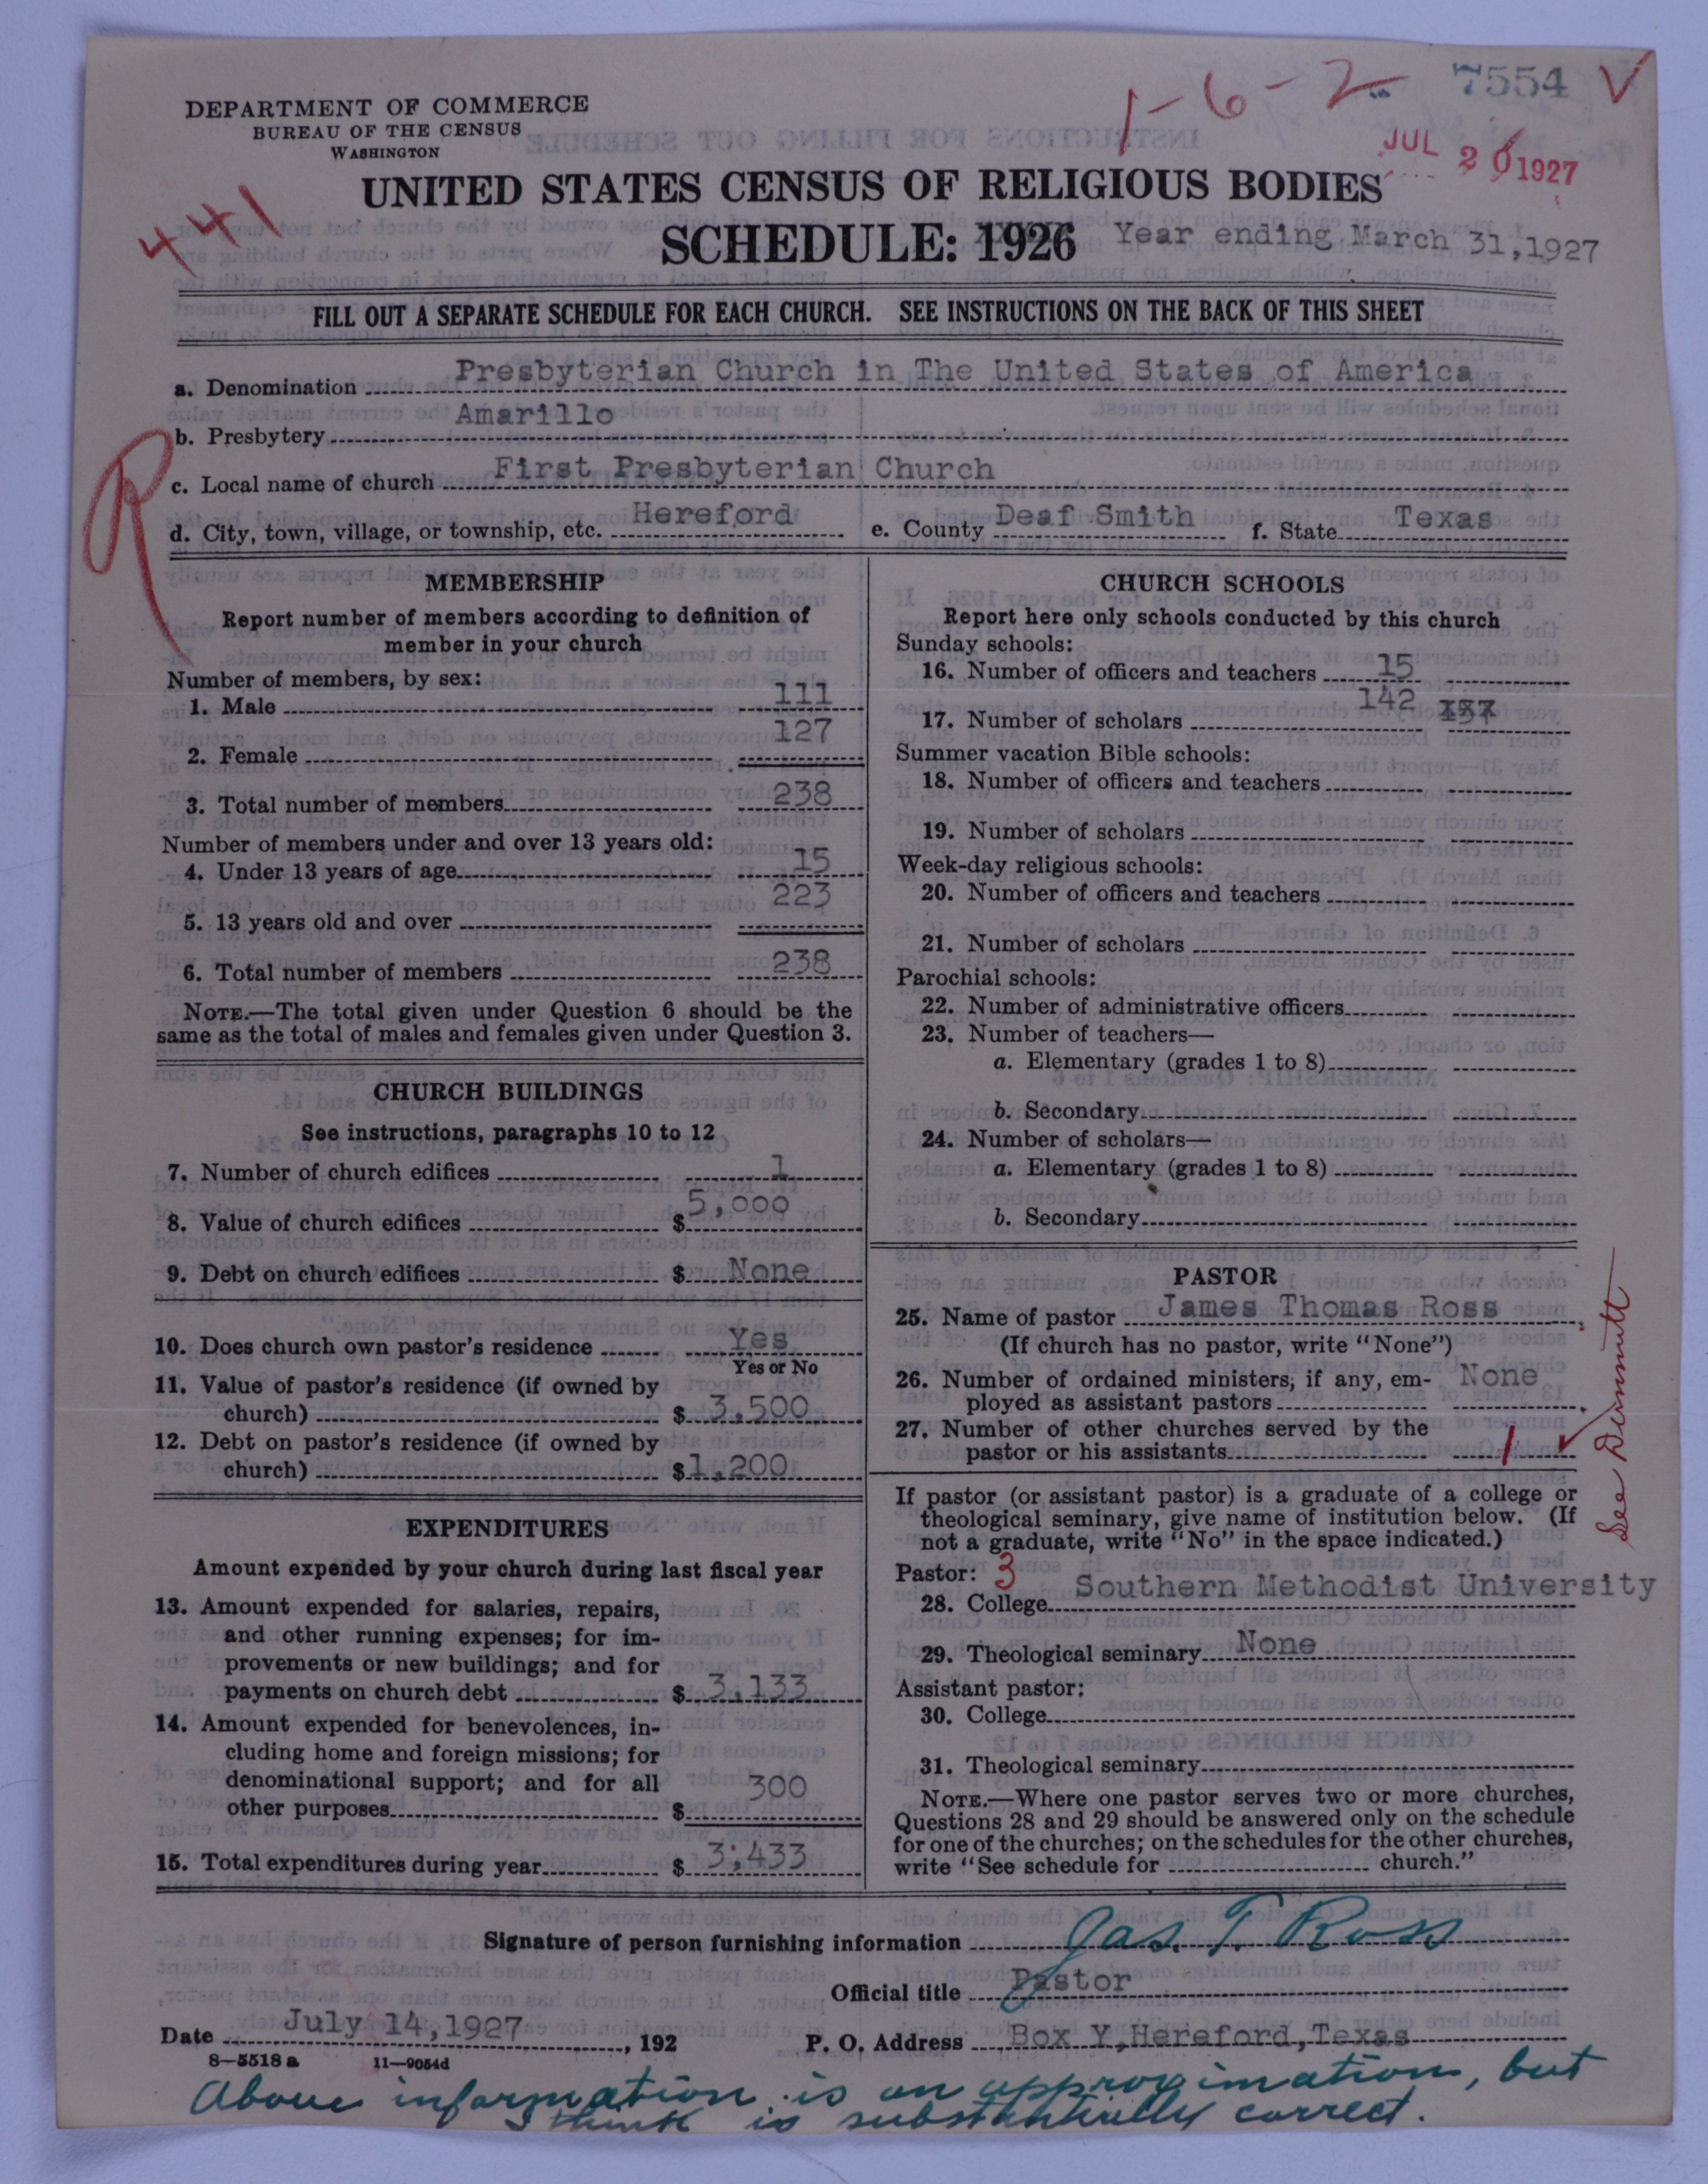 1-6-2 7554 V
DEPARTMENT OF COMMERCE
BUREAU OF THE CENSUS
WASHINGTON
JUL 20 1927
441
UNITED STATES CENSUS OF RELIGIOUS BODIES
SCHEDULE: 1926 Year ending March 31,1927
FILL OUT A SEPARATE SCHEDULE FOR EACH CHURCH. SEE INSTRUCTIONS ON THE BACK OF THIS SHEET
a. Denomination Presbyterian Church in The United States of America
b. Presbytery Amarillo
R
c. Local name of church First Presbyterian Church
d. City, town, village, or township, etc. Hereford e. County Deaf Smith f. State Texas
MEMBERSHIP
Report number of members according to definition of
member in your church
Number of members, by sex:
1. Male 111
2. Female 127
3. Total number of members 238
Number of members under and over 13 years old:
4. Under 13 years of age 15
5. 13 years old and over 223
6. Total number of members 238
NOTE.—The total given under Question 6 should be the
same as the total of males and females given under Question 3.
CHURCH BUILDINGS
See instructions, paragraphs 10 to 12
7. Number of church edifices 1
8. Value of church edifices $ 5,000
9. Debt on church edifices $ None
10. Does church own pastor's residence Yes
Yes or No
11. Value of pastor's residence (if owned by
church) $ 3,500
12. Debt on pastor's residence (if owned by
church) $ 1,200
EXPENDITURES
Amount expended by your church during last fiscal year
13. Amount expended for salaries, repairs,
and other running expenses; for im-
provements or new buildings; and for
payments on church debt $ 3,133
14. Amount expended for benevolences, in-
cluding home and foreign missions; for
denominational support; and for all
other purposes $ 300
15. Total expenditures during year $ 3;433
CHURCH SCHOOLS
Report here only schools conducted by this church
Sunday schools:
16. Number of officers and teachers 15
17. Number of scholars 142 157
Summer vacation Bible schools:
18. Number of officers and teachers
19. Number of scholars
Week-day religious schools:
20. Number of officers and teachers
21. Number of scholars
Parochial schools:
22. Number of administrative officers
23. Number of teachers—
a. Elementary (grades 1 to 8)
b. Secondary
24. Number of scholars—
a. Elementary (grades 1 to 8)
b. Secondary
PASTOR
25. Name of pastor James Thomas Ross
(If church has no pastor, write "None")
26. Number of ordained ministers, if any, em-
ployed as assistant pastors None
27. Number of other churches served by the
pastor or his assistants 1
See Dimmitt
If pastor (or assistant pastor) is a graduate of a college or
theological seminary, give name of institution below. (If
not a graduate, write "No" in the space indicated.)
Pastor: 3
28. College Southern Methodist University
29. Theological seminary None
Assistant pastor:
30. College
31. Theological seminary
NOTE.—Where one pastor serves two or more churches,
Questions 28 and 29 should be answered only on the schedule
for one of the churches; on the schedules for the other churches,
write "See schedule for church."
Signature of person furnishing information Jas. T. Ross
Official title Pastor
Date July 14,1927, 192 P. O. Address Box Y,Hereford,Texas
8—5518 a 11—9054d
Above information is an approximation, but
I think is substantially correct.